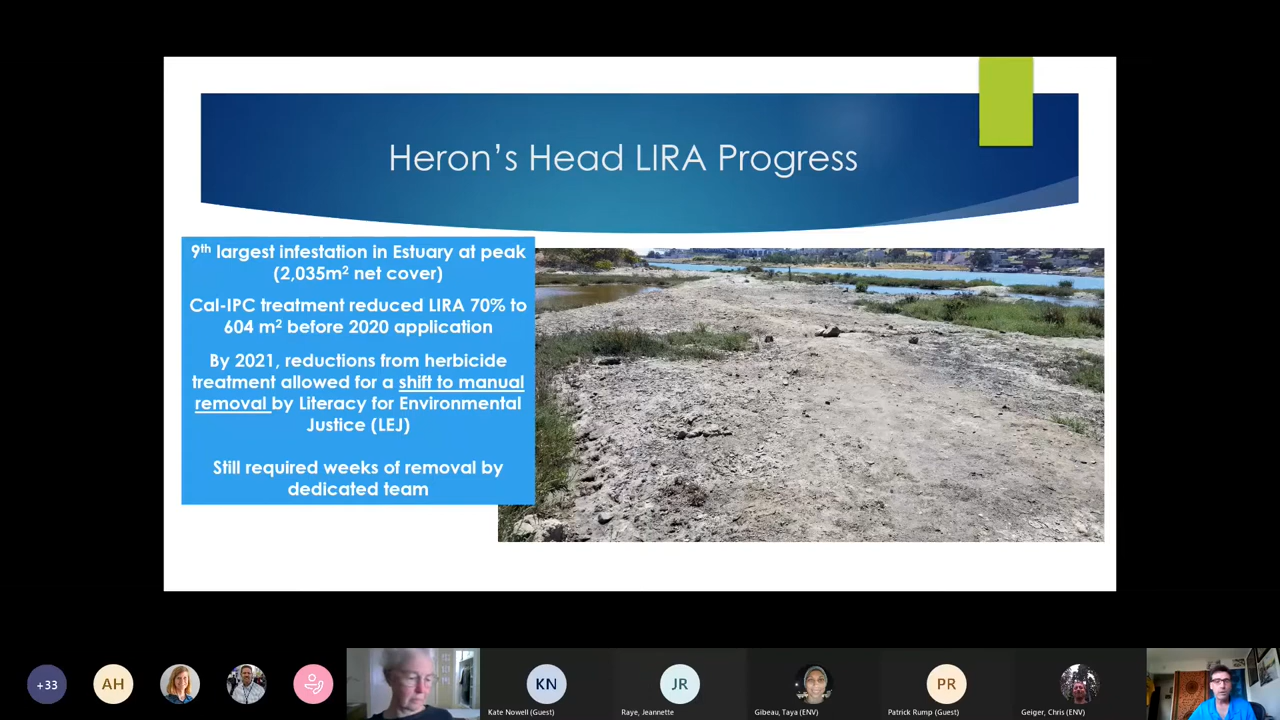 Heron's Head LIRA Progress
9th largest infestation in Estuary at peak
(2,035m² net cover)
Cal-IPC treatment reduced LIRA 70% to
604 m² before 2020 application
By 2021, reductions from herbicide
treatment allowed for a shift to manual
removal by Literacy for Environmental
Justice (LEJ)
Still required weeks of removal by
dedicated team
+33
AH
KN
JR
PR
Kate Nowell (Guest)
Raye, Jeannette
Gibeau, Taya (ENV)
Patrick Rump (Guest)
Geiger, Chris (ENV)